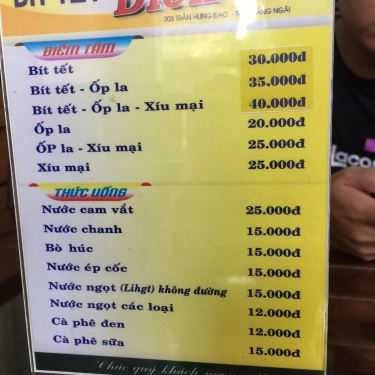 BÍT TẾT
203 TRẦN HƯNG ĐẠO
ĐIỂM TÂM
Bít tết 30.000đ
Bít tết - Ốp la 35.000đ
Bít tết - Ốp la - Xíu mại 40.000đ
Ốp la 20.000đ
ỐP la - Xíu mại 25.000đ
Xíu mại 25.000đ
THỨC UỐNG
Nước cam vắt 25.000đ
Nước chanh 15.000đ
Bò húc 15.000đ
Nước ép cốc 15.000đ
Nước ngọt (Lihgt) không đường 15.000đ
Nước ngọt các loại 12.000đ
Cà phê đen 12.000đ
Cà phê sữa 15.000đ
Chúc quý khách